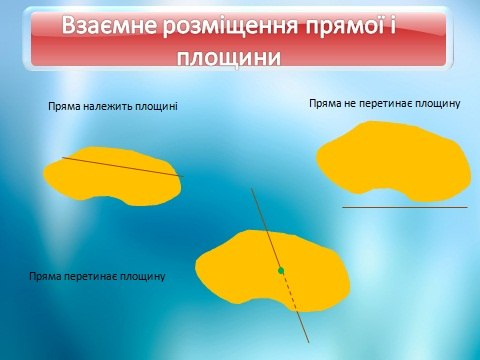 Взаємне розміщення прямої і
площини
Пряма належить площині
Пряма не перетинає площину
Пряма перетинає площину